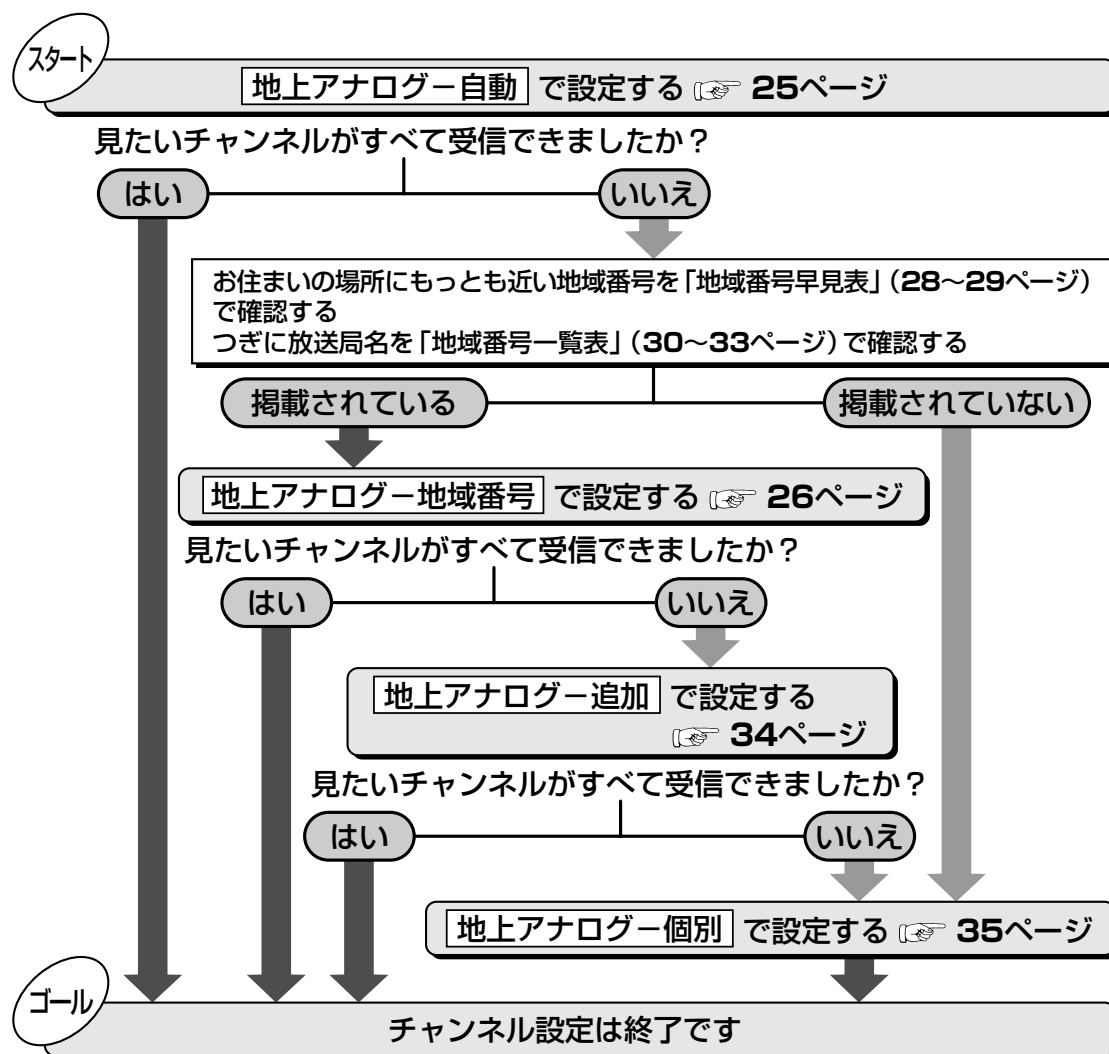 スタート
地上アナログー自動 で設定する ☞ 25ページ
見たいチャンネルがすべて受信できましたか？
はい
いいえ
お住まいの場所にもっとも近い地域番号を「地域番号早見表」（28～29ページ）
で確認する
つぎに放送局名を「地域番号一覧表」（30～33ページ）で確認する
掲載されている
掲載されていない
地上アナログー地域番号 で設定する ☞ 26ページ
見たいチャンネルがすべて受信できましたか？
はい
いいえ
地上アナログー追加 で設定する
☞ 34ページ
見たいチャンネルがすべて受信できましたか？
はい
いいえ
地上アナログー個別 で設定する ☞ 35ページ
ゴール
チャンネル設定は終了です